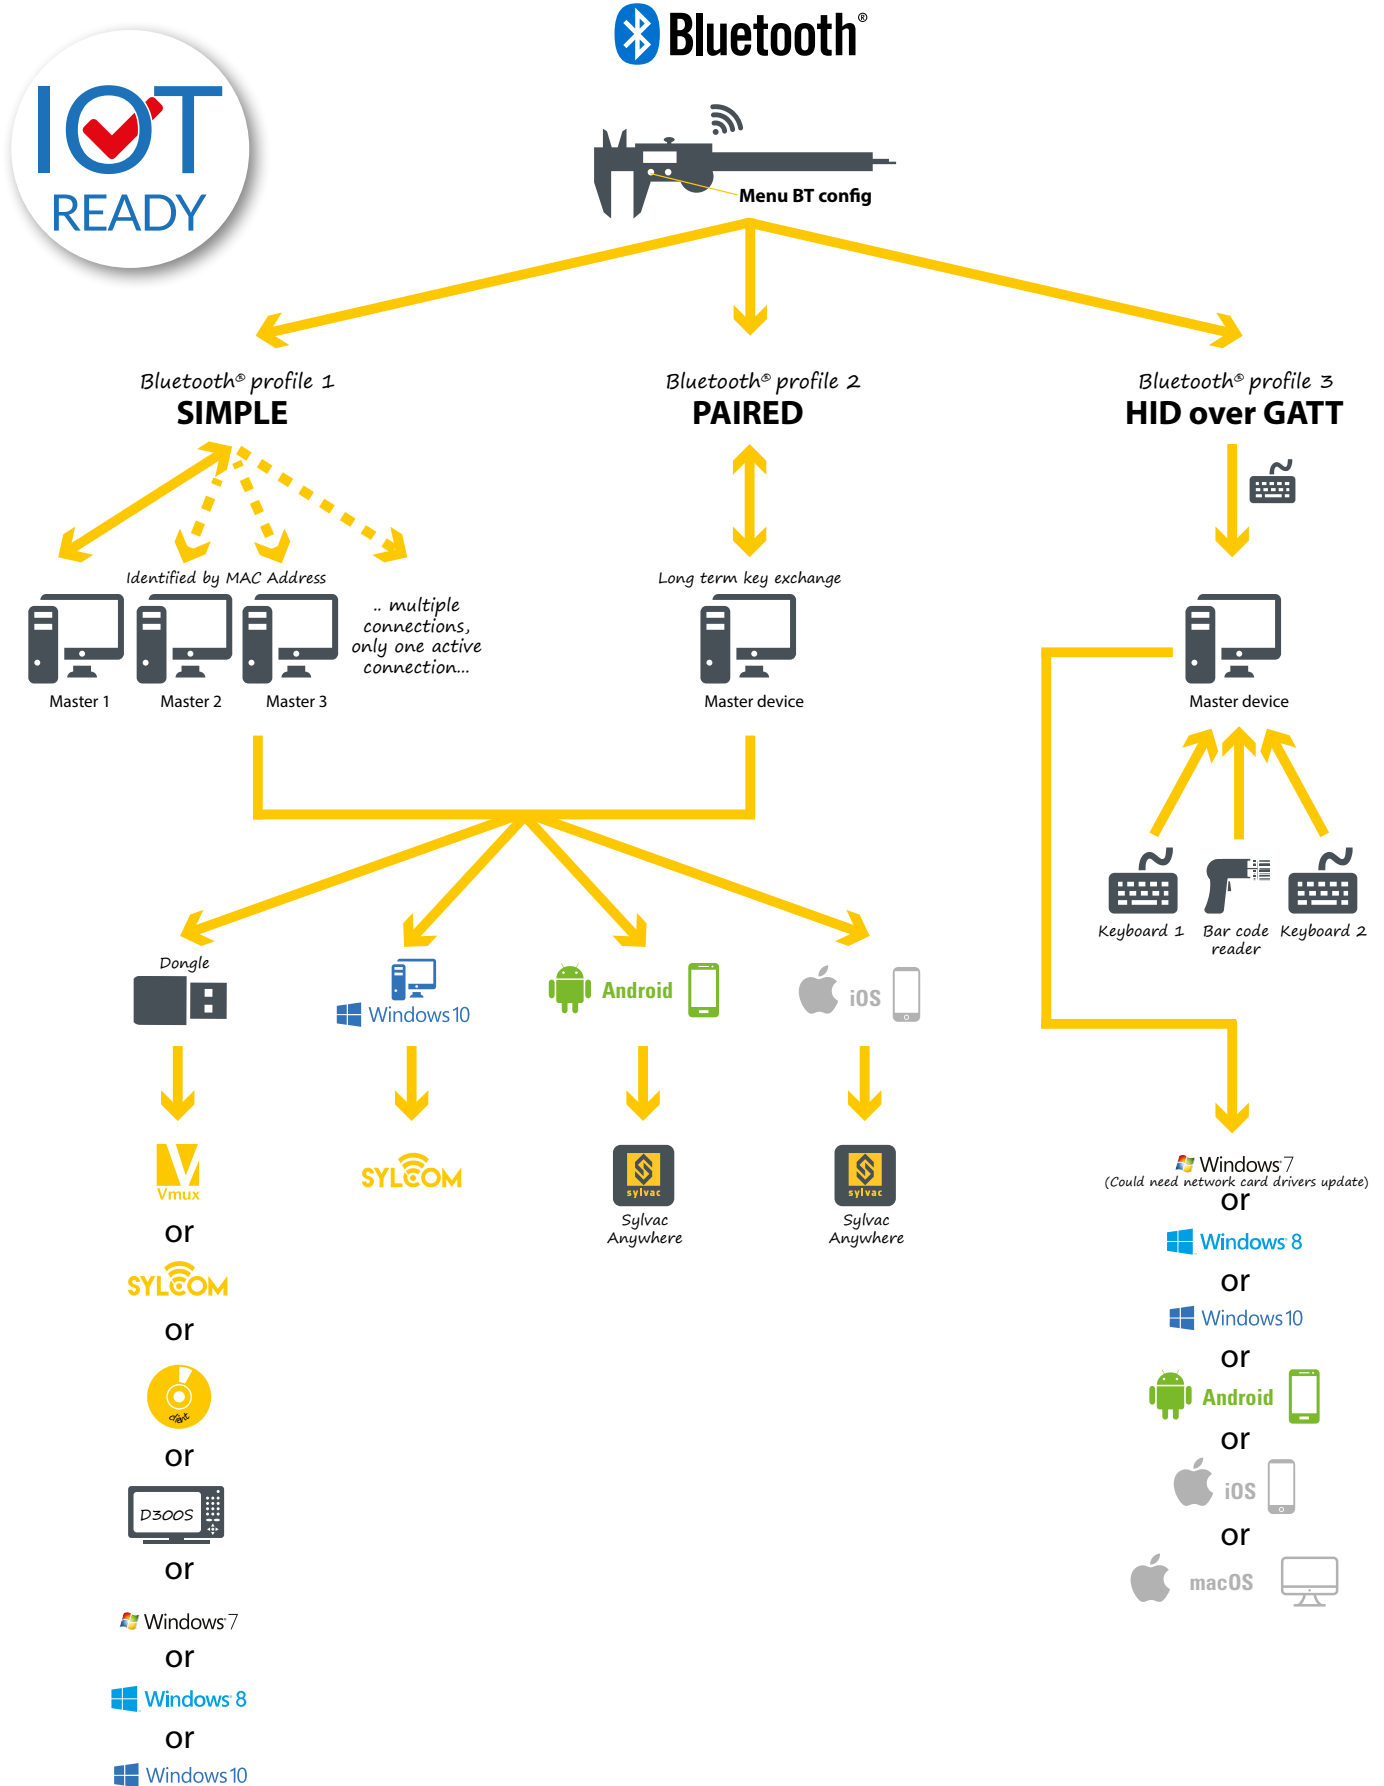 Bluetooth®
IOT
READY
Menu BT config
Bluetooth® profile 1
SIMPLE
Bluetooth® profile 2
PAIRED
Bluetooth® profile 3
HID over GATT
Identified by MAC Address
.. multiple
connections,
only one active
connection...
Master 1
Master 2
Master 3
Long term key exchange
Master device
Master device
Keyboard 1
Bar code
reader
Keyboard 2
Dongle
Windows 10
Android
iOS
Vmux
or
SYLCOM
or
client
or
D300S
or
Windows 7
or
Windows 8
or
Windows 10
SYLCOM
sylvac
Sylvac
Anywhere
sylvac
Sylvac
Anywhere
Windows 7
(Could need network card drivers update)
or
Windows 8
or
Windows 10
or
Android
or
iOS
or
macOS